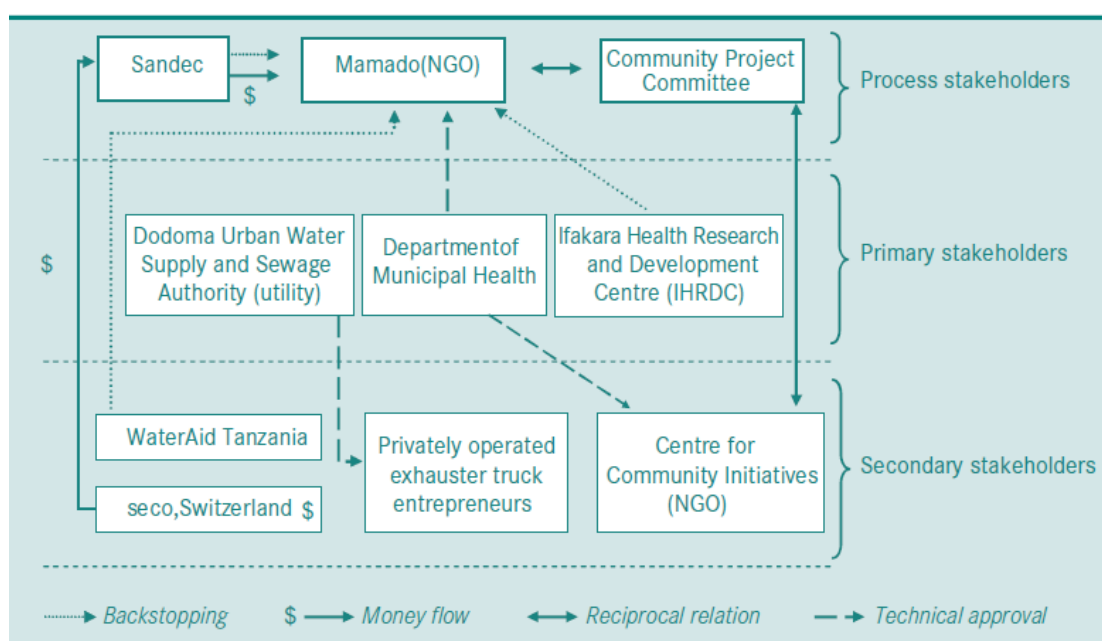 Sandec
$
Mamado(NGO)
Community Project
Committee
Process stakeholders
$
Dodoma Urban Water
Supply and Sewage
Authority (utility)
Departmentof
Municipal Health
Ifakara Health Research
and Development
Centre (IHRDC)
Primary stakeholders
WaterAid Tanzania
seco,Switzerland $
Privately operated
exhauster truck
entrepreneurs
Centre for
Community Initiatives
(NGO)
Secondary stakeholders
Backstopping
$ Money flow
Reciprocal relation
Technical approval